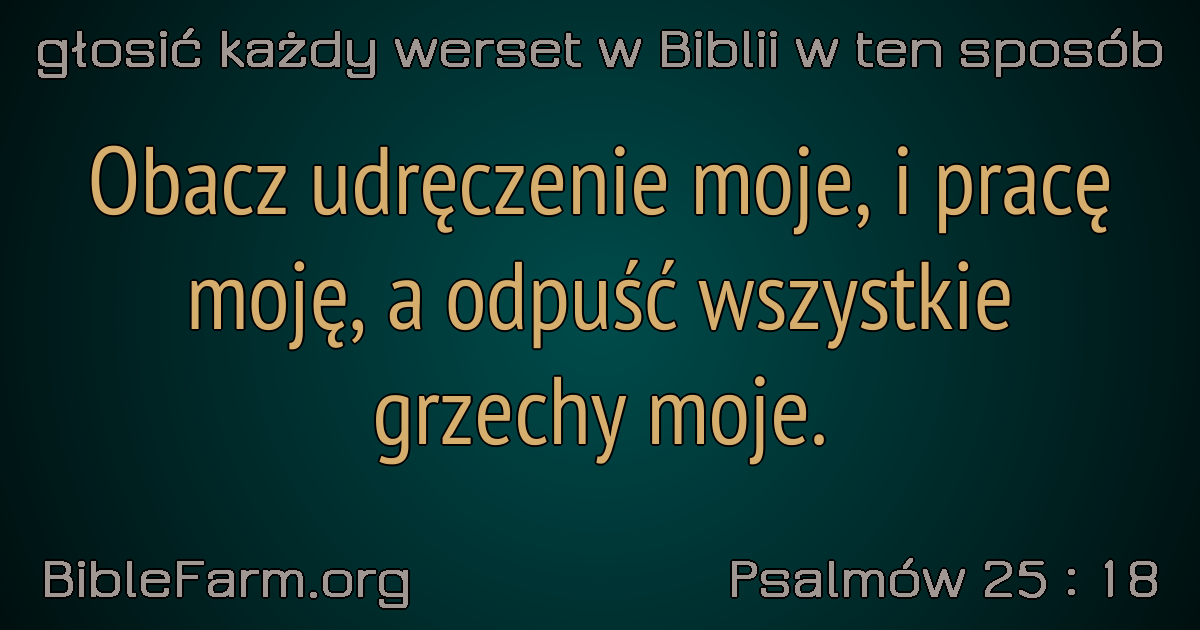 głosić każdy werset w Biblii w ten sposób
Obacz udręczenie moje, i pracę
moję, a odpuść wszystkie
grzechy moje.
BibleFarm.org
Psalmów 25 : 18